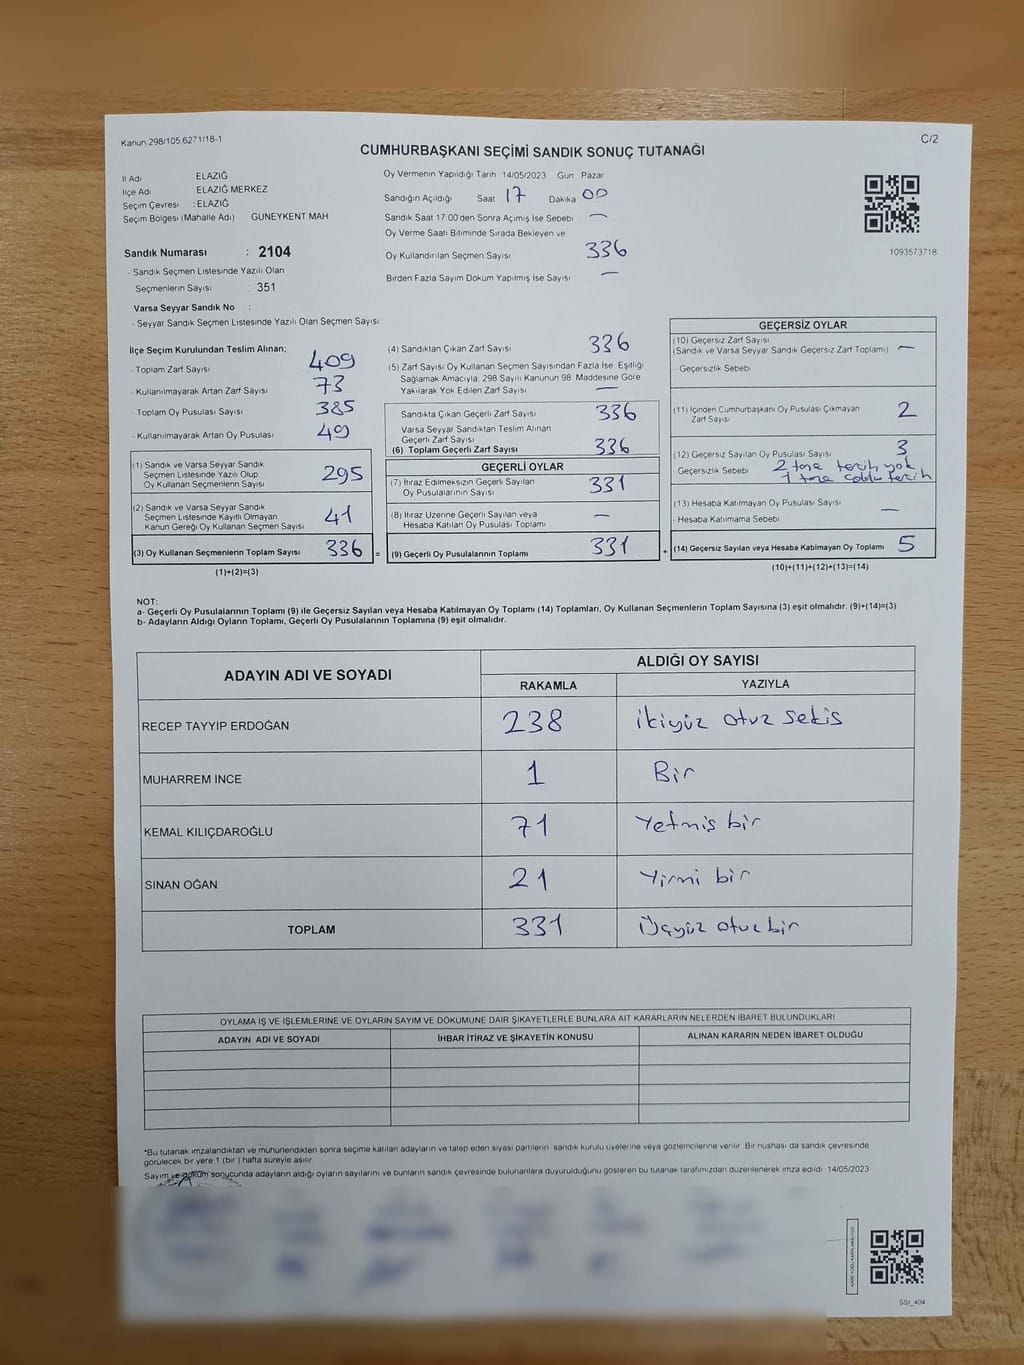 Kanun.298/105.6271/18-1
C/2
CUMHURBAŞKANI SEÇİMİ SANDIK SONUÇ TUTANAĞI
İl Adı : ELAZIĞ
İlçe Adı ELAZIĞ MERKEZ
Seçim Çevresi : ELAZIĞ
Seçim Bölgesi (Mahalle Adı) GÜNEYKENT MAH
Sandık Numarası : 2104
- Sandık Seçmen Listesinde Yazılı Olan
Seçmenlerin Sayısı : 351
Varsa Seyyar Sandık No :
- Seyyar Sandık Seçmen Listesinde Yazılı Olan Seçmen Sayısı:
Oy Vermenin Yapıldığı Tarih 14/05/2023 Gün Pazar
Sandığın Açıldığı Saat 17 Dakika 00
Sandık Saat 17.00'den Sonra Açılmış İse Sebebi —
Oy Verme Saati Bitiminde Sırada Bekleyen ve
Oy Kullandırılan Seçmen Sayısı 336
Birden Fazla Sayım Döküm Yapılmış İse Sayısı —
1093573718
İlçe Seçim Kurulundan Teslim Alınan;
- Toplam Zarf Sayısı 409
- Kullanılmayarak Artan Zarf Sayısı 73
- Toplam Oy Pusulası Sayısı 385
- Kullanılmayarak Artan Oy Pusulası 49
(1) Sandık ve Varsa Seyyar Sandık
Seçmen Listesinde Yazılı Olup
Oy Kullanan Seçmenlerin Sayısı 295
(2) Sandık ve Varsa Seyyar Sandık
Seçmen Listesinde Kayıtlı Olmayan
Kanun Gereği Oy Kullanan Seçmen Sayısı 41
(3) Oy Kullanan Seçmenlerin Toplam Sayısı 336 =
(1)+(2)=(3)
(4) Sandıktan Çıkan Zarf Sayısı 336
(5) Zarf Sayısı Oy Kullanan Seçmen Sayısından Fazla İse, Eşitliği
Sağlamak Amacıyla, 298 Sayılı Kanunun 98. Maddesine Göre
Yakılarak Yok Edilen Zarf Sayısı —
Sandıkta Çıkan Geçerli Zarf Sayısı 336
Varsa Seyyar Sandıktan Teslim Alınan
Geçerli Zarf Sayısı
(6) Toplam Geçerli Zarf Sayısı 336
GEÇERLİ OYLAR
(7) İtiraz Edilmeksizin Geçerli Sayılan
Oy Pusulalarının Sayısı 331
(8) İtiraz Üzerine Geçerli Sayılan veya
Hesaba Katılan Oy Pusulası Toplamı —
(9) Geçerli Oy Pusulalarının Toplamı 331 +
GEÇERSİZ OYLAR
(10) Geçersiz Zarf Sayısı
(Sandık ve Varsa Seyyar Sandık Geçersiz Zarf Toplamı) —
- Geçersizlik Sebebi
(11) İçinden Cumhurbaşkanı Oy Pusulası Çıkmayan
Zarf Sayısı 2
(12) Geçersiz Sayılan Oy Pusulası Sayısı 3
- Geçersizlik Sebebi 2 tane tercih yok
1 tane çoklu tercih
(13) Hesaba Katılmayan Oy Pusulası Sayısı —
- Hesaba Katılmama Sebebi
(14) Geçersiz Sayılan veya Hesaba Katılmayan Oy Toplamı 5
(10)+(11)+(12)+(13)=(14)
NOT:
a- Geçerli Oy Pusulalarının Toplamı (9) ile Geçersiz Sayılan veya Hesaba Katılmayan Oy Toplamı (14) Toplamları, Oy Kullanan Seçmenlerin Toplam Sayısına (3) eşit olmalıdır. (9)+(14)=(3)
b- Adayların Aldığı Oyların Toplamı, Geçerli Oy Pusulalarının Toplamına (9) eşit olmalıdır.
ADAYIN ADI VE SOYADI ALDIĞI OY SAYISI
RAKAMLA YAZIYLA
RECEP TAYYİP ERDOĞAN 238 ikiyüz otuz sekis
MUHARREM İNCE 1 Bir
KEMAL KILIÇDAROĞLU 71 Yetmiş bir
SİNAN OĞAN 21 Yirmi bir
TOPLAM 331 Üçyüz otuz bir
OYLAMA İŞ VE İŞLEMLERİNE VE OYLARIN SAYIM VE DÖKÜMÜNE DAİR ŞİKAYETLERLE BUNLARA AİT KARARLARIN NELERDEN İBARET BULUNDUKLARI
ADAYIN ADI VE SOYADI İHBAR İTİRAZ VE ŞİKAYETİN KONUSU ALINAN KARARIN NEDEN İBARET OLDUĞU
*Bu tutanak imzalandıktan ve mühürlendikten sonra seçime katılan adayların ve talep eden siyasi partilerin sandık kurulu üyelerine veya gözlemcilerine verilir. Bir nüshası da sandık çevresinde
görülecek bir yere 1 (bir) hafta süreyle asılır.
Sayım ve döküm sonucunda adayların aldığı oyların sayılarını ve bunların sandık çevresinde bulunanlara duyurulduğunu gösteren bu tutanak tarafımızdan düzenlenerek imza edildi. 14/05/2023
SSI_404